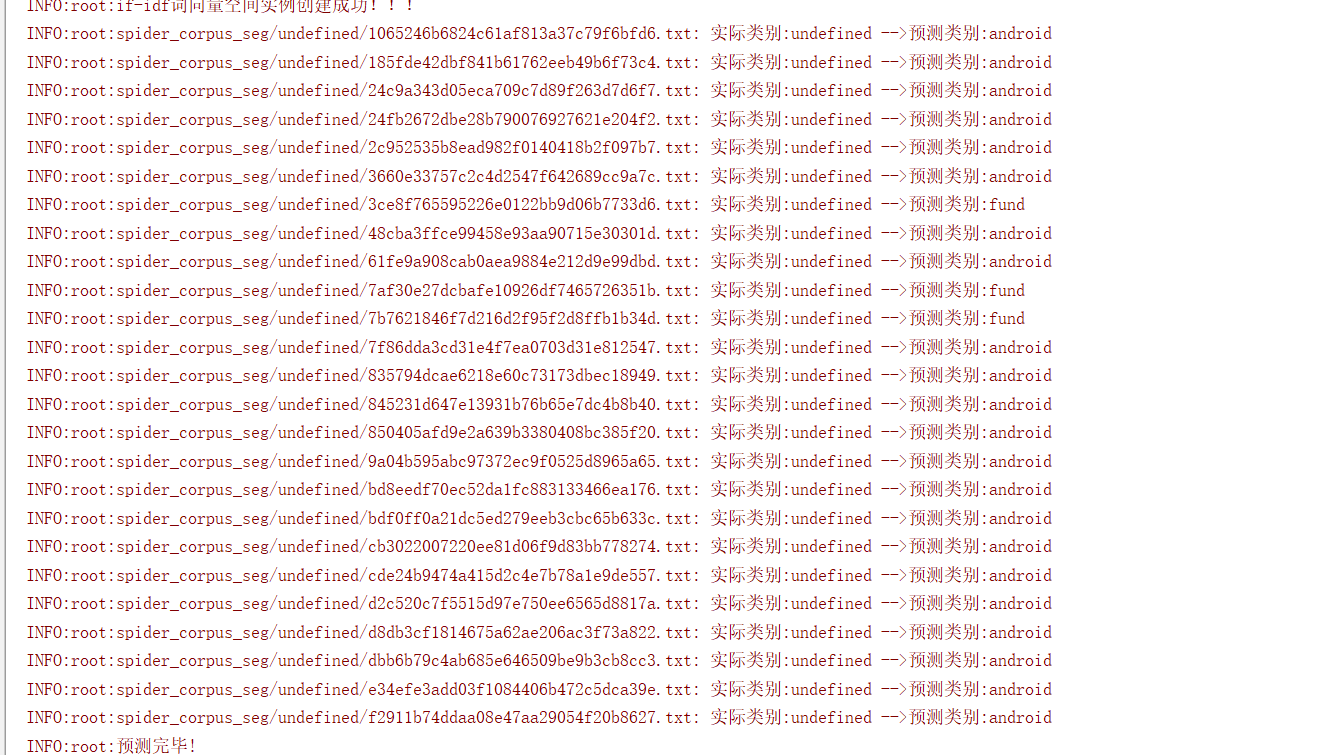 INFO:root:if-idf词向量空间实例创建成功！！！
INFO:root:spider_corpus_seg/undefined/1065246b6824c61af813a37c79f6bfd6.txt: 实际类别:undefined -->预测类别:android
INFO:root:spider_corpus_seg/undefined/185fde42dbf841b61762eeb49b6f73c4.txt: 实际类别:undefined -->预测类别:android
INFO:root:spider_corpus_seg/undefined/24c9a343d05eca709c7d89f263d7d6f7.txt: 实际类别:undefined -->预测类别:android
INFO:root:spider_corpus_seg/undefined/24fb2672dbe28b790076927621e204f2.txt: 实际类别:undefined -->预测类别:android
INFO:root:spider_corpus_seg/undefined/2c952535b8ead982f0140418b2f097b7.txt: 实际类别:undefined -->预测类别:android
INFO:root:spider_corpus_seg/undefined/3660e33757c2c4d2547f642689cc9a7c.txt: 实际类别:undefined -->预测类别:android
INFO:root:spider_corpus_seg/undefined/3ce8f765595226e0122bb9d06b7733d6.txt: 实际类别:undefined -->预测类别:fund
INFO:root:spider_corpus_seg/undefined/48cba3ffce99458e93aa90715e30301d.txt: 实际类别:undefined -->预测类别:android
INFO:root:spider_corpus_seg/undefined/61fe9a908cab0aea9884e212d9e99dbd.txt: 实际类别:undefined -->预测类别:android
INFO:root:spider_corpus_seg/undefined/7af30e27dcbafe10926df7465726351b.txt: 实际类别:undefined -->预测类别:fund
INFO:root:spider_corpus_seg/undefined/7b7621846f7d216d2f95f2d8ffb1b34d.txt: 实际类别:undefined -->预测类别:fund
INFO:root:spider_corpus_seg/undefined/7f86dda3cd31e4f7ea0703d31e812547.txt: 实际类别:undefined -->预测类别:android
INFO:root:spider_corpus_seg/undefined/835794dcae6218e60c73173dbec18949.txt: 实际类别:undefined -->预测类别:android
INFO:root:spider_corpus_seg/undefined/845231d647e13931b76b65e7dc4b8b40.txt: 实际类别:undefined -->预测类别:android
INFO:root:spider_corpus_seg/undefined/850405afd9e2a639b3380408bc385f20.txt: 实际类别:undefined -->预测类别:android
INFO:root:spider_corpus_seg/undefined/9a04b595abc97372ec9f0525d8965a65.txt: 实际类别:undefined -->预测类别:android
INFO:root:spider_corpus_seg/undefined/bd8eedf70ec52da1fc883133466ea176.txt: 实际类别:undefined -->预测类别:android
INFO:root:spider_corpus_seg/undefined/bdf0ff0a21dc5ed279eeb3cbc65b633c.txt: 实际类别:undefined -->预测类别:android
INFO:root:spider_corpus_seg/undefined/cb3022007220ee81d06f9d83bb778274.txt: 实际类别:undefined -->预测类别:android
INFO:root:spider_corpus_seg/undefined/cde24b9474a415d2c4e7b78a1e9de557.txt: 实际类别:undefined -->预测类别:android
INFO:root:spider_corpus_seg/undefined/d2c520c7f5515d97e750ee6565d8817a.txt: 实际类别:undefined -->预测类别:android
INFO:root:spider_corpus_seg/undefined/d8db3cf1814675a62ae206ac3f73a822.txt: 实际类别:undefined -->预测类别:android
INFO:root:spider_corpus_seg/undefined/dbb6b79c4ab685e646509be9b3cb8cc3.txt: 实际类别:undefined -->预测类别:android
INFO:root:spider_corpus_seg/undefined/e34efe3add03f1084406b472c5dca39e.txt: 实际类别:undefined -->预测类别:android
INFO:root:spider_corpus_seg/undefined/f2911b74ddaa08e47aa29054f20b8627.txt: 实际类别:undefined -->预测类别:android
INFO:root:预测完毕!